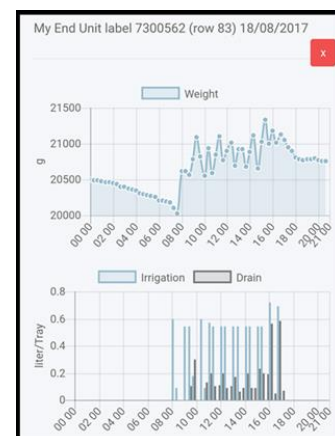 My End Unit label 7300562 (row 83) 18/08/2017
x
Weight
21500
21000
20500
20000
g
00:00 02:00 04:00 06:00 08:00 10:00 12:00 14:00 16:00 18:00 20:00 21:00
Irrigation Drain
0.8
0.6
0.4
0.2
0
liter/Tray
00:00 02:00 04:00 06:00 08:00 10:00 12:00 14:00 16:00 18:00 20:00 21:00